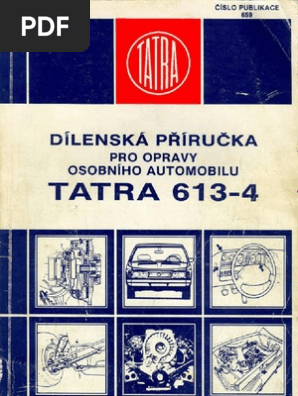 PDF
ČÍSLO PUBLIKACE
659
TATRA
DÍLENSKÁ PŘÍRUČKA
PRO OPRAVY
OSOBNÍHO AUTOMOBILU
TATRA 613-4